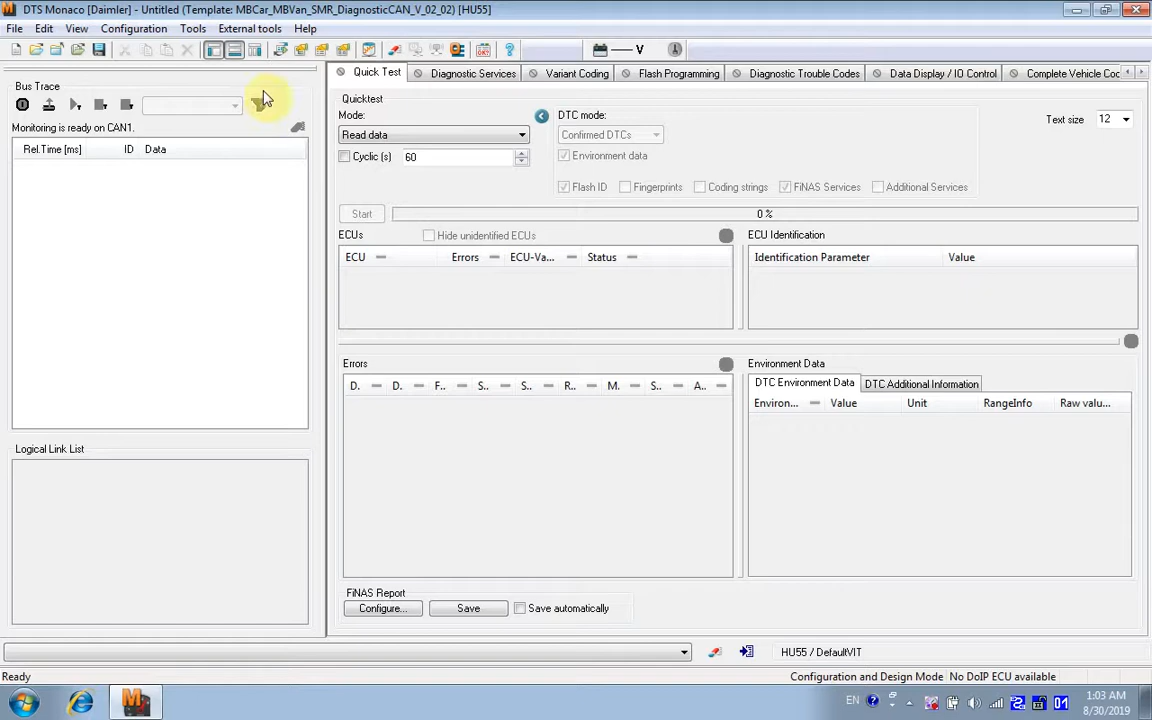 DTS Monaco [Daimler] - Untitled (Template: MBCar_MBVan_SMR_DiagnosticCAN_V_02_02) [HU55]
File Edit View Configuration Tools External tools Help
V
Bus Trace
Monitoring is ready on CAN1.
Rel.Time [ms] ID Data
Logical Link List
Quick Test Diagnostic Services Variant Coding Flash Programming Diagnostic Trouble Codes Data Display / IO Control Complete Vehicle Coc
Quicktest
Mode: DTC mode: Text size 12
Read data Confirmed DTCs
Cyclic (s) 60 Environment data
Flash ID Fingerprints Coding strings FiNAS Services Additional Services
Start 0 %
ECUs Hide unidentified ECUs ECU Identification
ECU Errors ECU-Va... Status Identification Parameter Value
Errors Environment Data
D. D. F.. S.. S.. R.. M. S.. A..
DTC Environment Data DTC Additional Information
Environ... Value Unit RangeInfo Raw valu...
FiNAS Report
Configure... Save Save automatically
HU55 / DefaultVIT
Ready Configuration and Design Mode No DoIP ECU available
EN 01 1:03 AM
8/30/2019